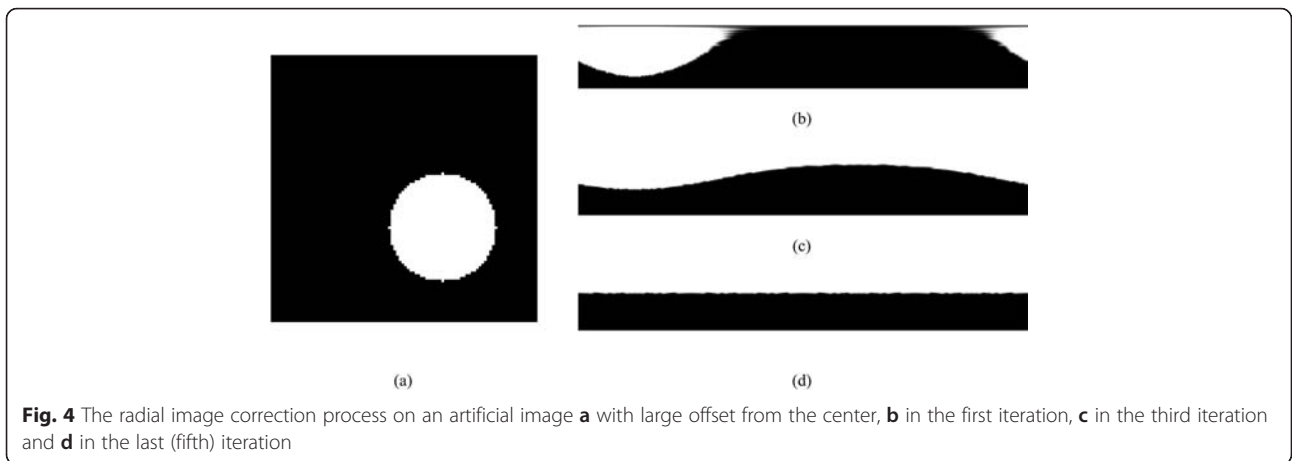 (b)
(c)
(a)
(d)
Fig. 4 The radial image correction process on an artificial image a with large offset from the center, b in the first iteration, c in the third iteration
and d in the last (fifth) iteration